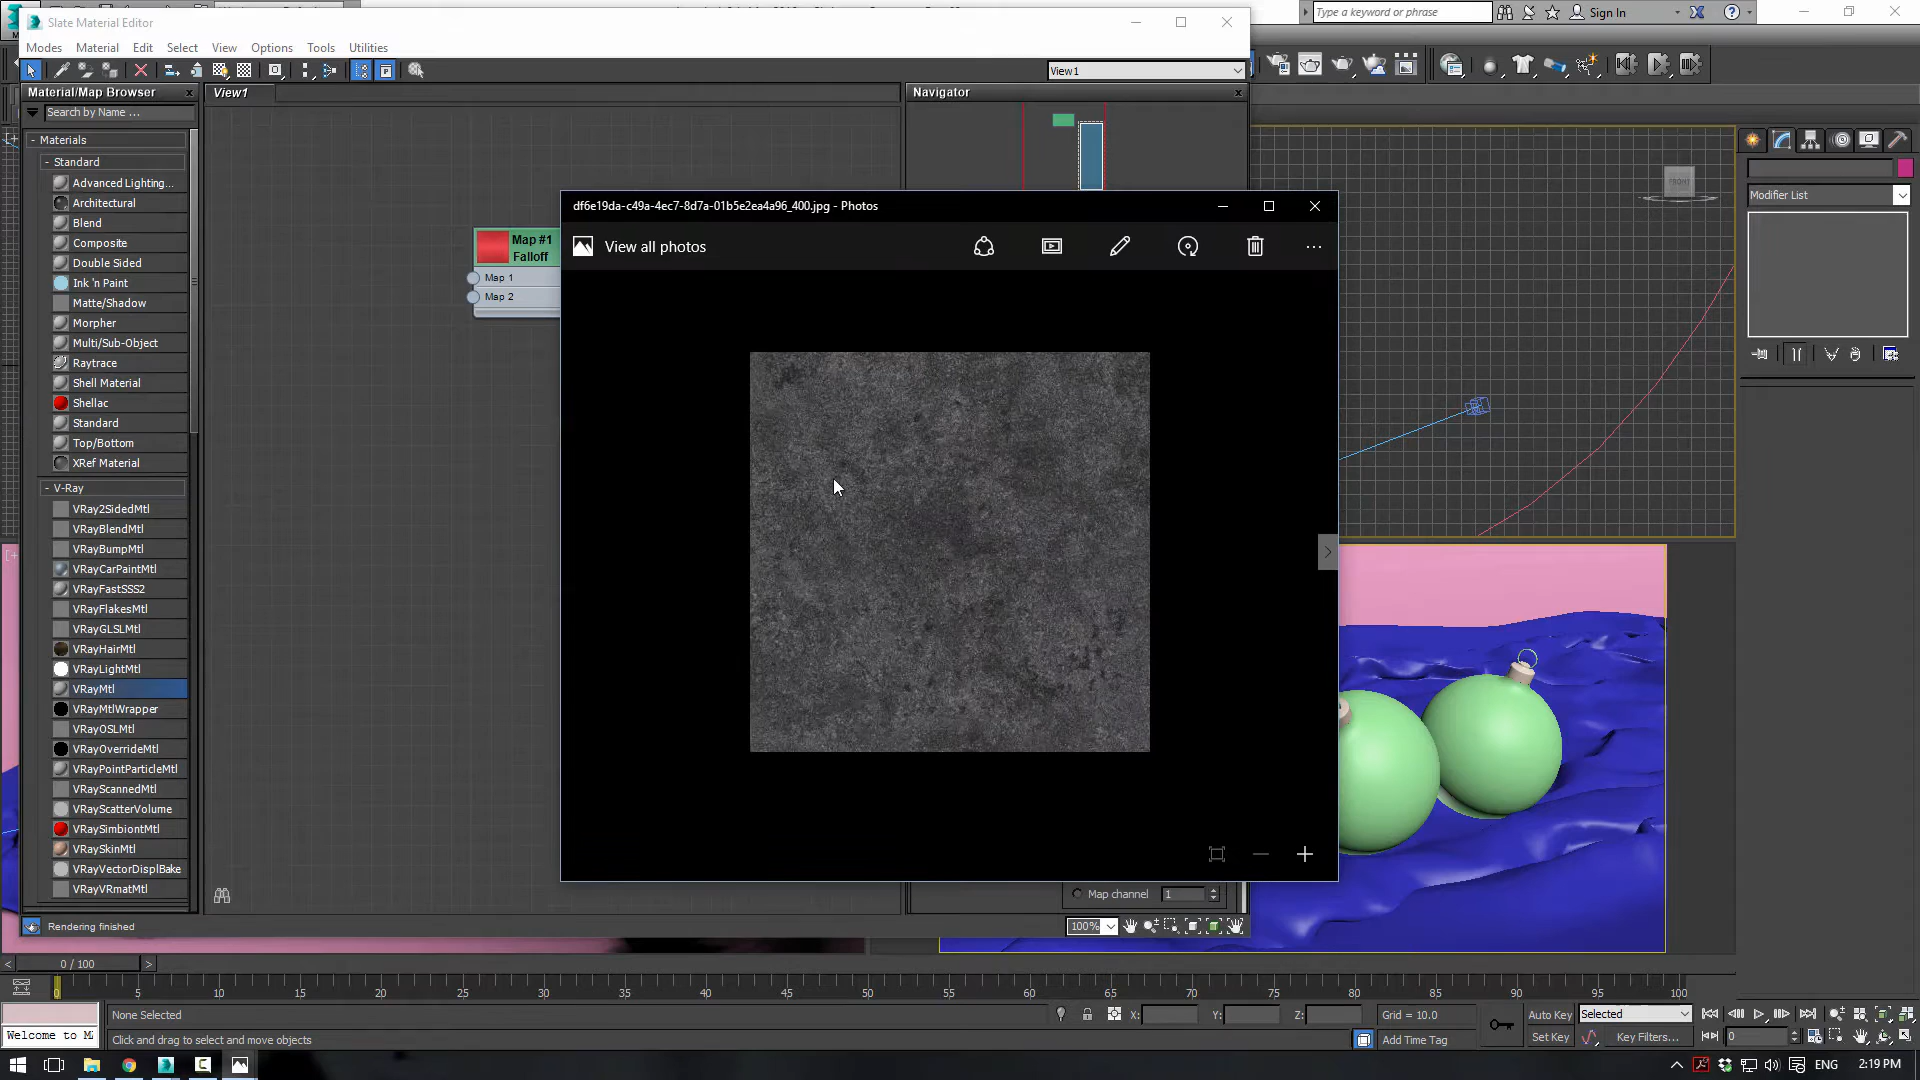 Slate Material Editor
Type a keyword or phrase
Sign In
Modes Material Edit Select View Options Tools Utilities
View1
Material/Map Browser
View1
Navigator
Search by Name ...
- Materials
- Standard
Advanced Lighting...
Architectural
Blend
Composite
Double Sided
Ink 'n Paint
Matte/Shadow
Morpher
Multi/Sub-Object
Raytrace
Shell Material
Shellac
Standard
Top/Bottom
XRef Material
- V-Ray
VRay2SidedMtl
VRayBlendMtl
VRayBumpMtl
VRayCarPaintMtl
VRayFastSSS2
VRayFlakesMtl
VRayGLSLMtl
VRayHairMtl
VRayLightMtl
VRayMtl
VRayMtlWrapper
VRayOSLMtl
VRayOverrideMtl
VRayPointParticleMtl
VRayScannedMtl
VRayScatterVolume
VRaySimbiontMtl
VRaySkinMtl
VRayVectorDisplBake
VRayVRmatMtl
Map #1
Falloff
Map 1
Map 2
df6e19da-c49a-4ec7-8d7a-01b5e2ea4a96_400.jpg - Photos
View all photos
FRONT
Modifier List
Map channel 1
Rendering finished
100%
0 / 100
0 5 10 15 20 25 30 35 40 45 50 55 60 65 70 75 80 85 90 95 100
None Selected
X: Y: Z:
Grid = 10.0
Auto Key
Selected
Welcome to M
Click and drag to select and move objects
Add Time Tag
Set Key
Key Filters...
0
ENG
2:19 PM